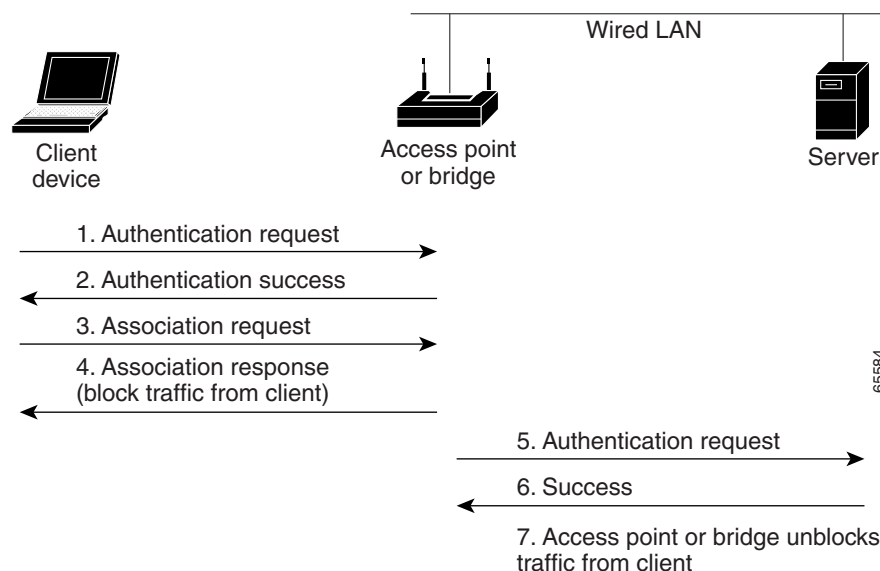 Wired LAN
Client
device
Access point
or bridge
Server
1. Authentication request
2. Authentication success
3. Association request
4. Association response
(block traffic from client)
65584
5. Authentication request
6. Success
7. Access point or bridge unblocks
traffic from client